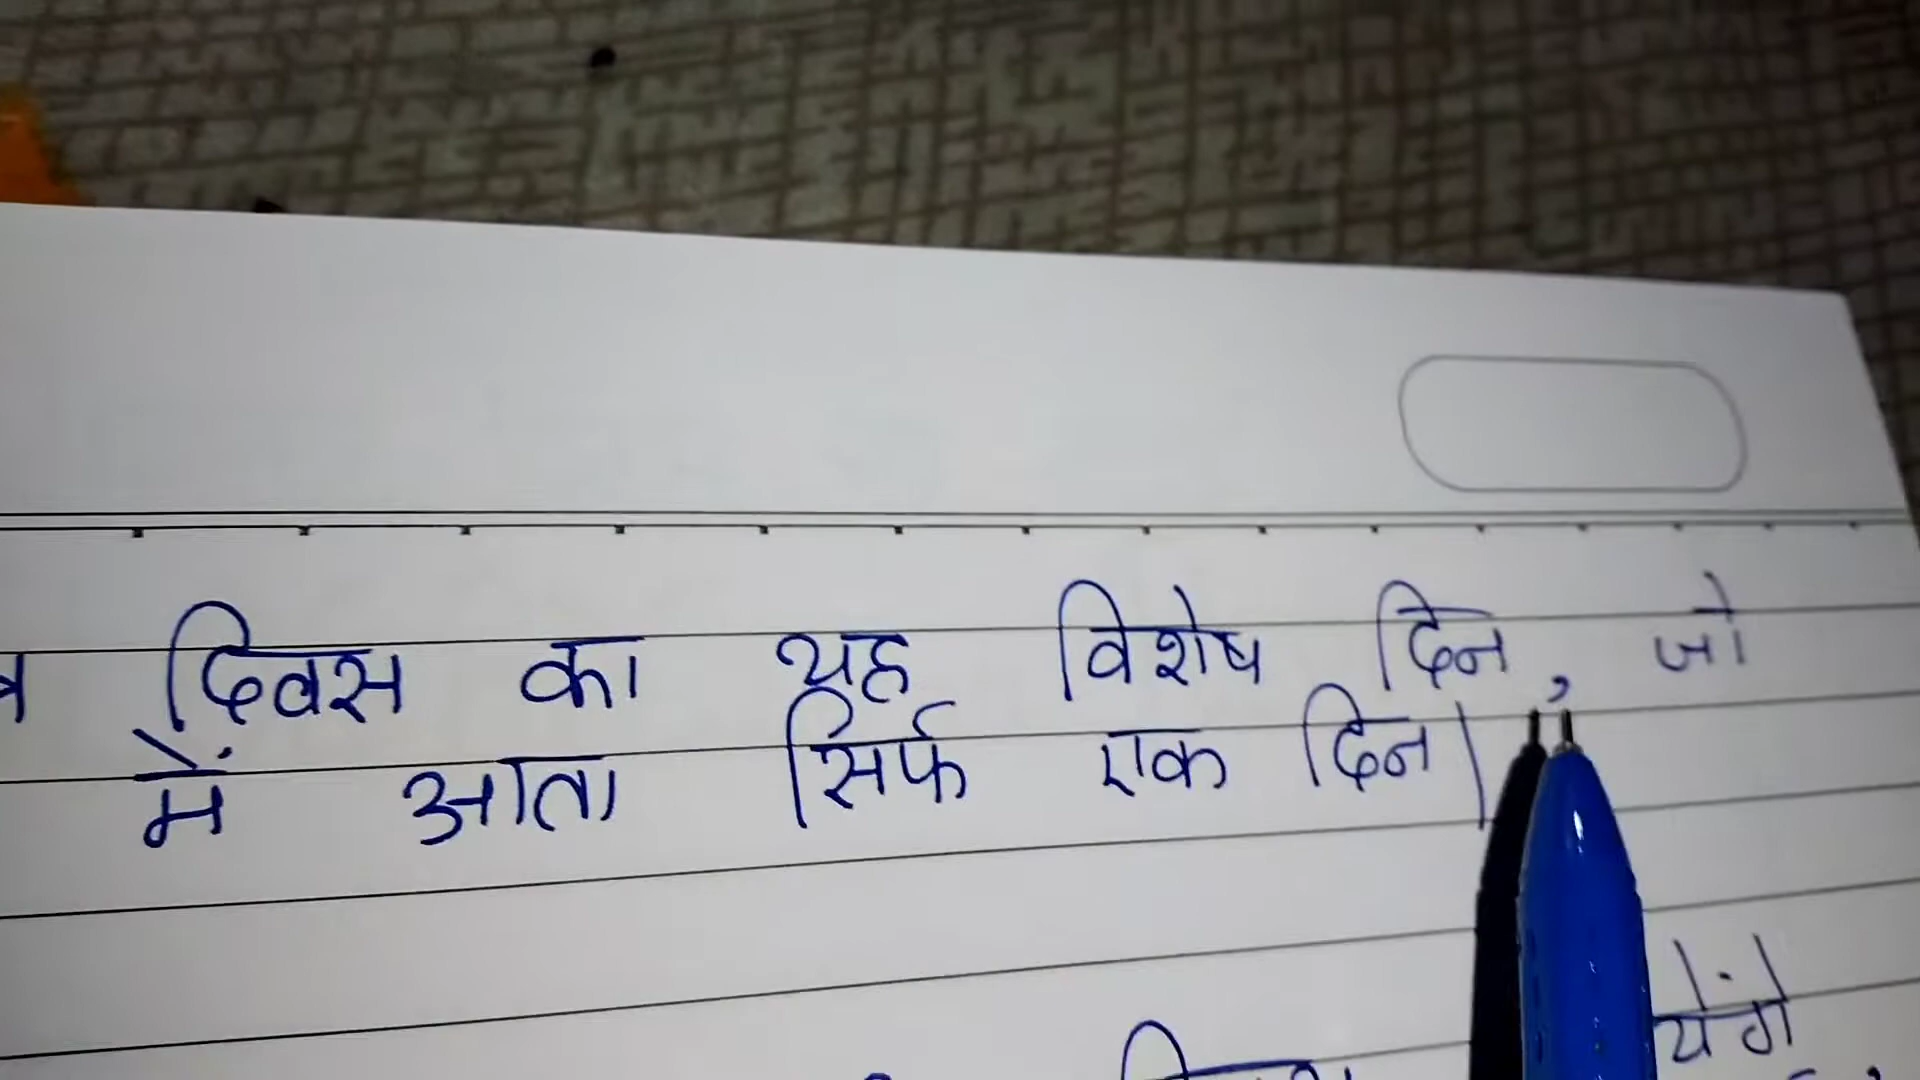 दिवस का यह विशेष दिन, जो
में आता सिर्फ एक दिन।